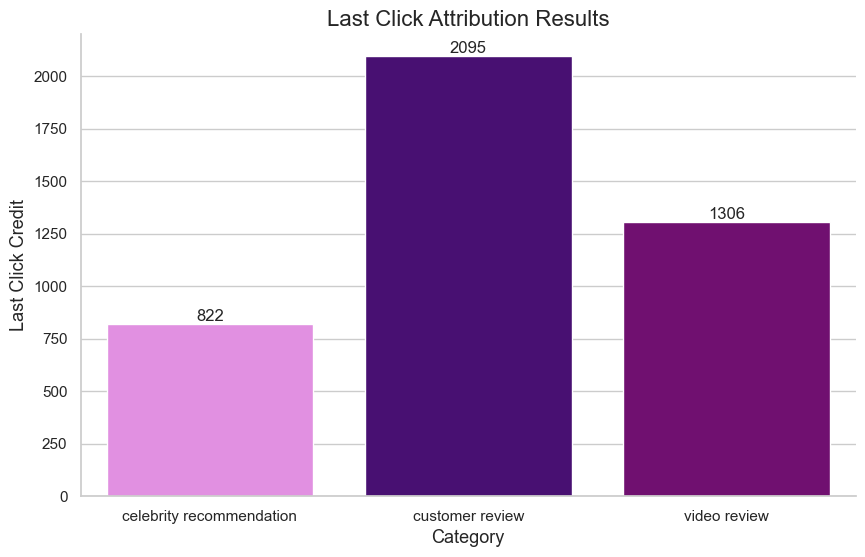 Last Click Attribution Results
Last Click Credit
2000
1750
1500
1250
1000
750
500
250
0
822
2095
1306
celebrity recommendation
customer review
video review
Category